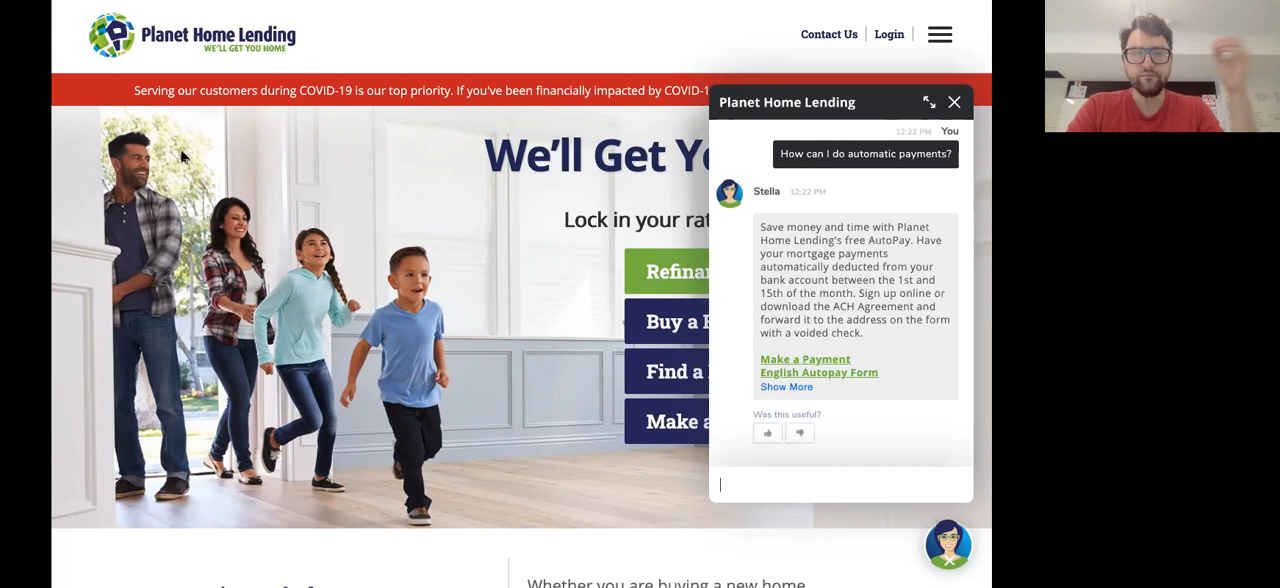 Planet Home Lending
WE'LL GET YOU HOME
Contact Us
Login
Serving our customers during COVID-19 is our top priority. If you've been financially impacted by COVID-1
We'll Get Yo
Lock in your rat
Refinan
Buy a
Find a
Make a
Planet Home Lending
12:22 PM You
How can I do automatic payments?
Stella 12:22 PM
Save money and time with Planet
Home Lending's free AutoPay. Have
your mortgage payments
automatically deducted from your
bank account between the 1st and
15th of the month. Sign up online or
download the ACH Agreement and
forward it to the address on the form
with a voided check.
Make a Payment
English Autopay Form
Show More
Was this useful?
Whether you are buying a new home